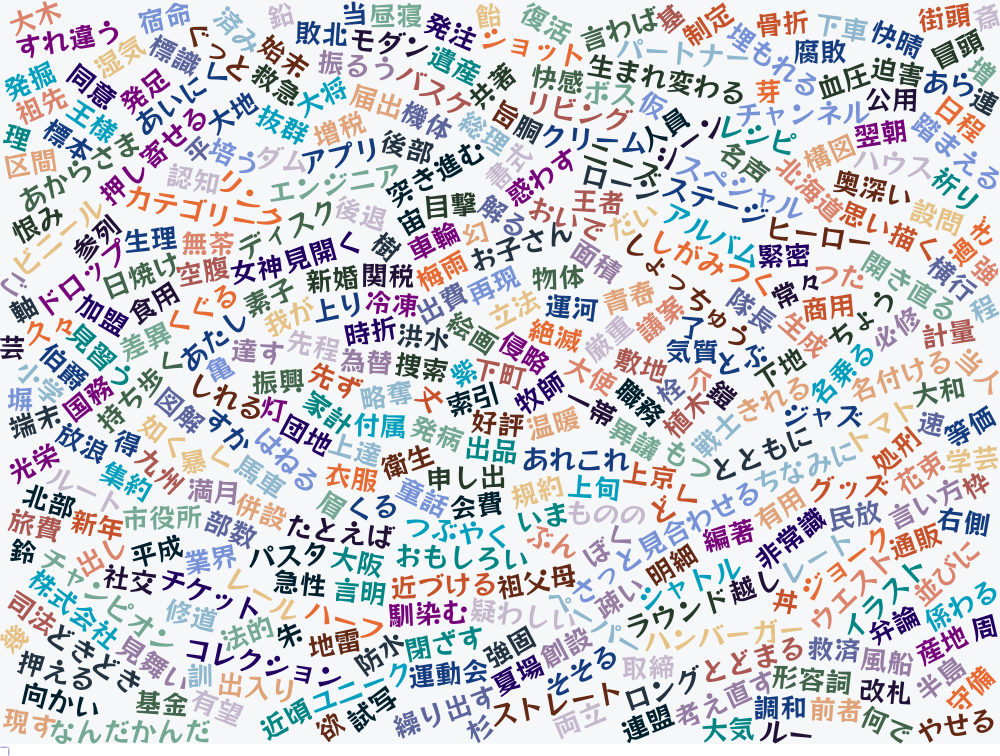 大木
すれ違う
宿命
済み
鉛
当
昼寝
発注
飴
復活
言わば
基
制定
骨折
下車
快晴
街頭
斎
湿気
標識
ぐっと
始末
敗北
モダン
遺産
ショット
パートナー
埋もれる
腐敗
冒頭
増
発掘
同意
発足
救急
振るう
バスケ
共著
快感
ボス
生まれ変わる
仮
芽
血圧
迫害
あら
連
祖先
王様
あいにく
大地
大将
届出
機体
総理
旨
胴
リビング
クリーム
人員
チャンネル
公用
日程
理
標本
寄せる
抜群
増税
後部
レシピ
翌朝
踏まえる
区間
あからさま
押し
半
培う
ダム
アプリ
突き進む
惑わす
ニーズ
名声
北海道
構図
ハウス
祈り
認知
エンジニア
書
ローン
スペシャル
ステージ
奥深い
設問
恨み
ビニール
参列
カテゴリー
ディスク
後退
宙
目撃
解る
おいで
王者
だい
アルバム
ヒーロー
思い描く
光
ドロップ
生理
無茶
女神
見開く
樹
車輪
幻
お子さん
面積
しゃがみつく
緊密
過強
軸
日焼け
空腹
素子
新婚
関税
梅雨
再現
物体
しょっちゅう
常々
つた
開き直る
横行
加盟
食用
くぐる
我が
上り
冷凍
出費
立法
運河
青春
隊長
商用
程
芸
久々
見習う
差異
あたし
達す
先程
時折
洪水
絵画
侵略
絶滅
厳重
議案
了
生成
ちょう
必修
計量
伯爵
小学
国務
持ち歩く
亀
為替
捜索
紫
下町
大使
敷地
気質
とぶ
下地
名乗る
当人
堀
端末
図解
しれる
振興
先ず
略奪
又
索引
牧師
一帯
職務
栓
介
鐙
名付ける
大和
放浪
得
如く
すか
灯
団地
家計
付属
発病
好評
温暖
異議
植木
戦士
きれる
ジャズ
速
等価
光栄
集約
九州
暴く
はねる
上達
衛生
出品
あれこれ
もつ
とともに
トマト
処刑
学芸
ルート
満月
馬車
衣服
申し出
上京
ちなみに
花束
枠
北部
市役所
併設
眉
くる
童話
会費
規約
上旬
どく
見合わせる
有用
グッズ
言い方
旅費
新年
部数
たとえば
つぶやく
いま
ものの
編著
非常識
民放
右側
鈴
出し
平成
業界
パスタ
大阪
おもしろい
ぶん
ぼく
さっと
明細
レート
ジョーク
通販
チャンピオン
社交
チケット
急性
言明
近づける
祖父母
疎い
シャトル
越し
丼
ウエスト
イラスト
並びに
株式会社
レール
ハーフ
馴染む
疑わしい
ペンパー
ラウンド
弁論
係わる
司法
修道
法的
朱
地雷
防水
閉ざす
強固
創設
ハンバーガー
救済
産地
周
どきどき
見舞い
コレクション
運動会
夏場
そそる
取締
とどまる
風船
半島
押える
訓
出入り
ユニーク
ストレート
ロング
考え直す
形容詞
改札
守備
向かい
基金
有望
近頃
欲
試写
繰り出す
杉
両立
連盟
調和
前者
何で
やせる
現す
なんだかんだ
大気
ルー